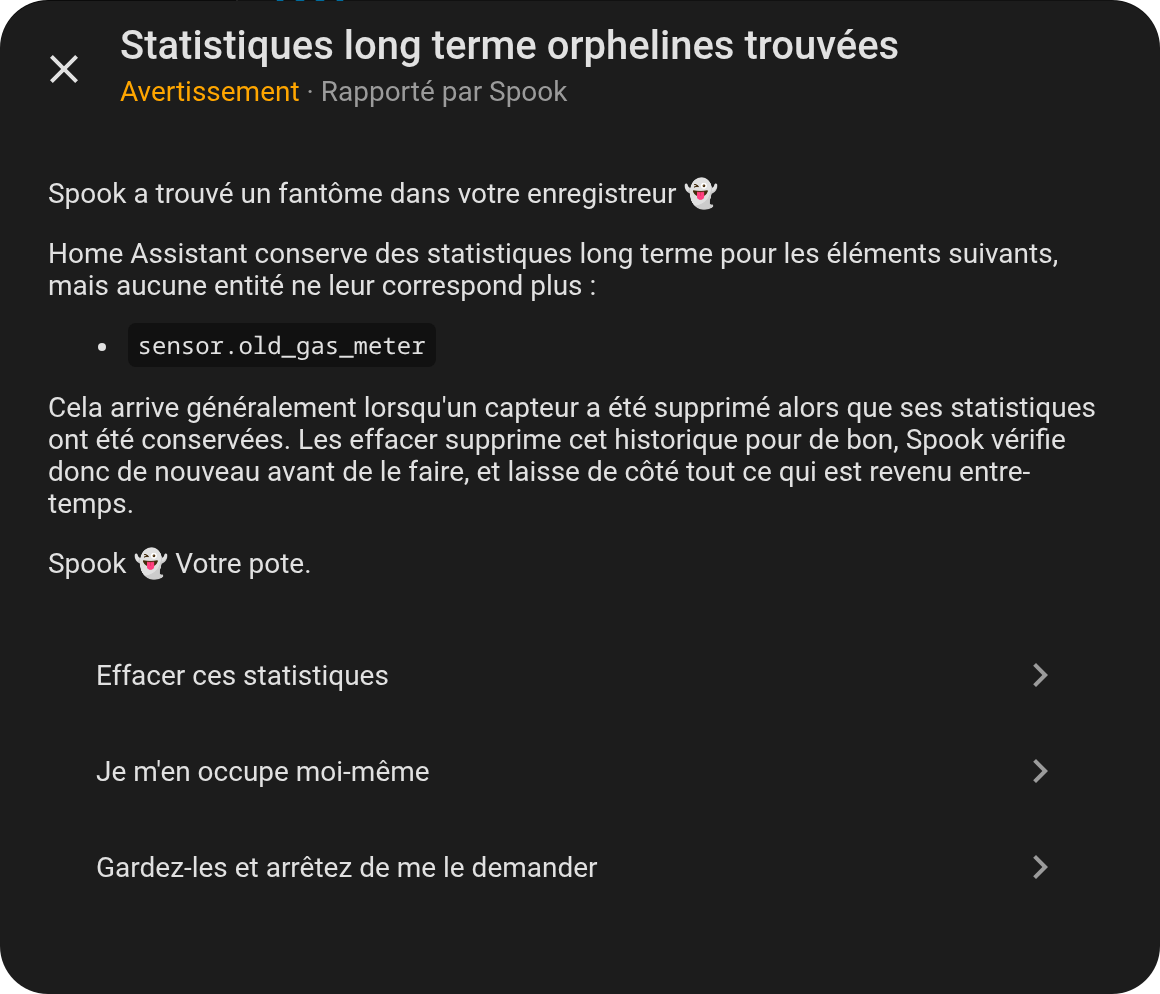 Statistiques long terme orphelines trouvées
Avertissement · Rapporté par Spook
Spook a trouvé un fantôme dans votre enregistreur 👻
Home Assistant conserve des statistiques long terme pour les éléments suivants,
mais aucune entité ne leur correspond plus :
• sensor.old_gas_meter
Cela arrive généralement lorsqu'un capteur a été supprimé alors que ses statistiques
ont été conservées. Les effacer supprime cet historique pour de bon, Spook vérifie
donc de nouveau avant de le faire, et laisse de côté tout ce qui est revenu entre-
temps.
Spook 👻 Votre pote.
Effacer ces statistiques
Je m'en occupe moi-même
Gardez-les et arrêtez de me le demander